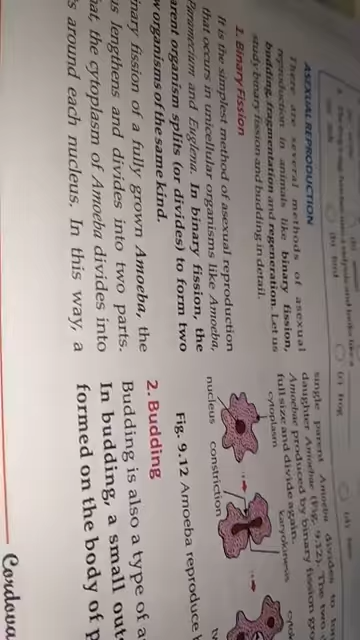 (b) bird
(c) frog
ASEXUAL REPRODUCTION
There are several methods of asexual
reproduction in animals like binary fission,
budding, fragmentation and regeneration. Let us
study binary fission and budding in detail.
1. Binary Fission
It is the simplest method of asexual reproduction
that occurs in unicellular organisms like Amoeba,
Paramecium and Euglena. In binary fission, the
parent organism splits (or divides) to form two
organisms of the same kind.
fission of a fully grown Amoeba, the
lengthens and divides into two parts.
the cytoplasm of Amoeba divides into
around each nucleus. In this way, a
single parent Amoeba divides to
daughter Amoebae (Fig. 9.12). The two
Amoebae produced by binary fission
full size and divide again.
cytoplasm
karyokinesis
nucleus constriction
Fig. 9.12 Amoeba reproduce
2. Budding
Budding is also a type of
In budding, a small
formed on the body of
Cordova